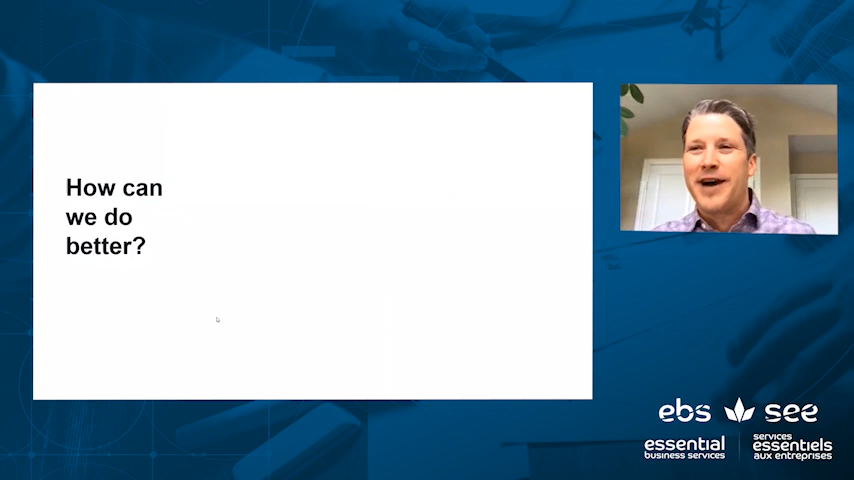 How can
we do
better?
ebs see
essential
business services
services
essentiels
aux entreprises